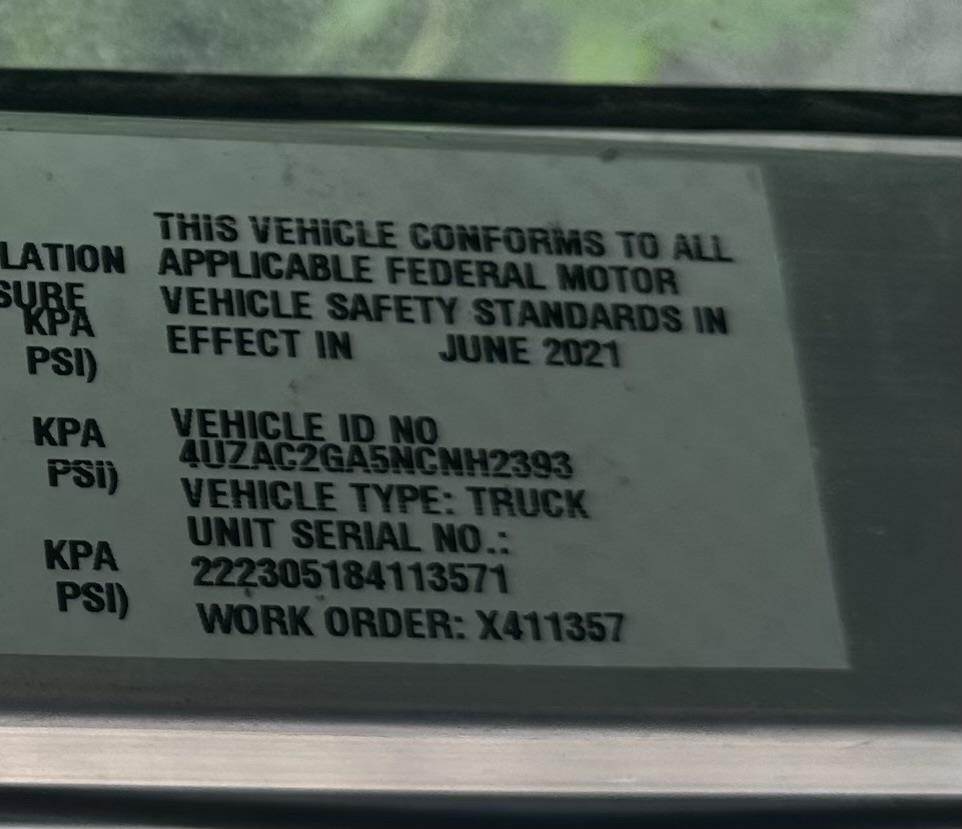 THIS VEHICLE CONFORMS TO ALL
LATION APPLICABLE FEDERAL MOTOR
SURE VEHICLE SAFETY STANDARDS IN
KPA
PSI) EFFECT IN JUNE 2021
KPA VEHICLE ID NO
4UZAC2GA5NCNH2393
PSI) VEHICLE TYPE: TRUCK
UNIT SERIAL NO.:
KPA 222305184113571
PSI) WORK ORDER: X411357